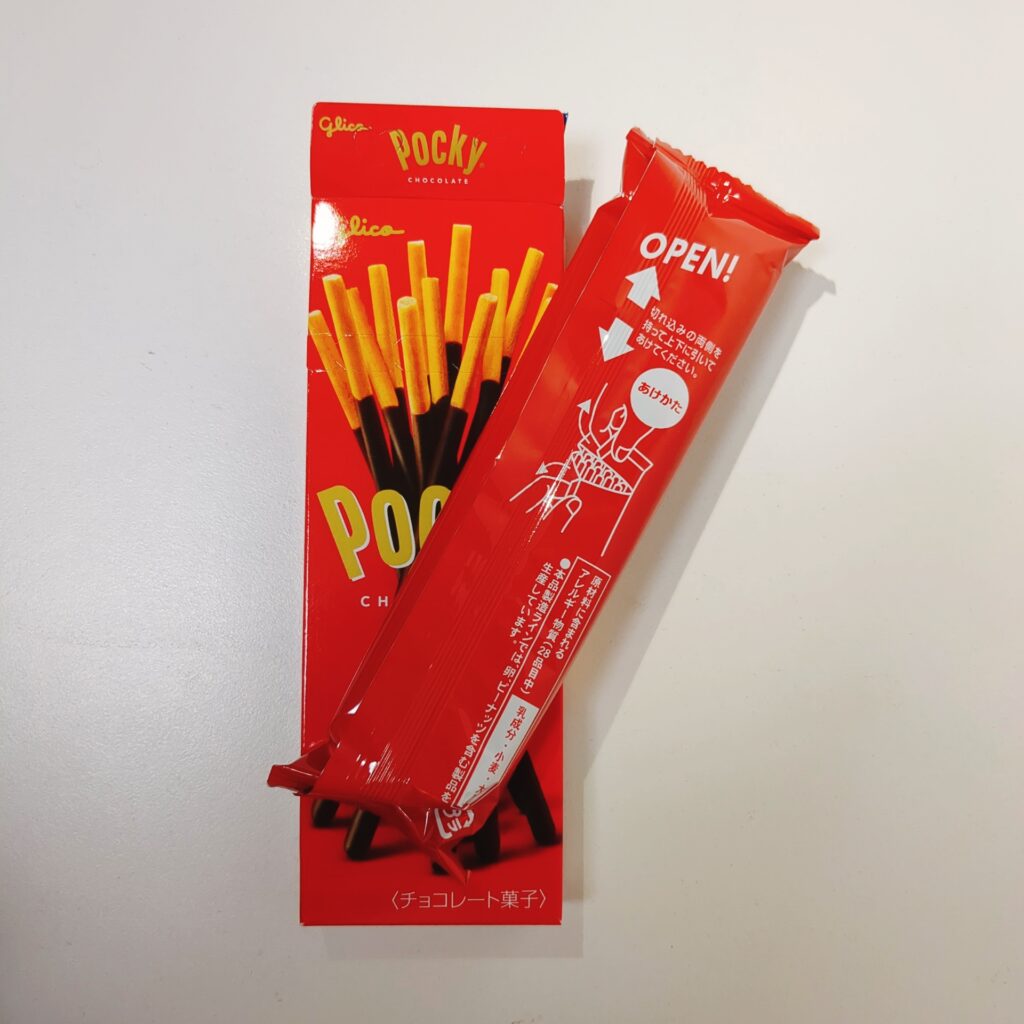 Glico
Pocky
CHOCOLATE
Glico
Poc
CH
〈チョコレート菓子〉
OPEN!
切れ込みの両側を
持って上下に引いて
あけてください。
あけかた
原材料に含まれる
アレルギー物質(28品目中)
乳成分・小麦・大
●本品製造ラインでは、卵、ピーナッツを含む製品を
生産しています。